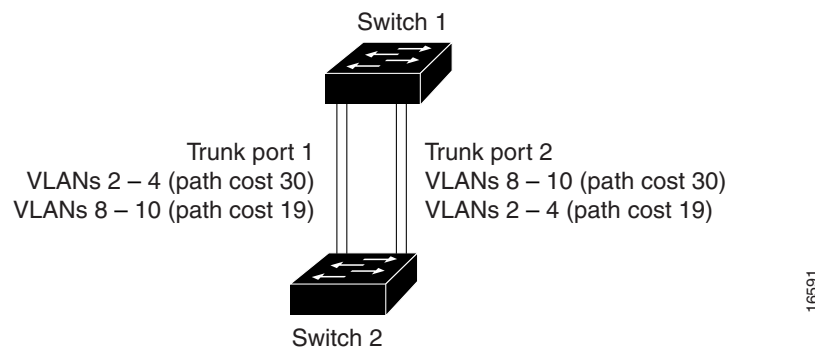 Switch 1
Trunk port 1
VLANs 2 – 4 (path cost 30)
VLANs 8 – 10 (path cost 19)
Trunk port 2
VLANs 8 – 10 (path cost 30)
VLANs 2 – 4 (path cost 19)
16591
Switch 2